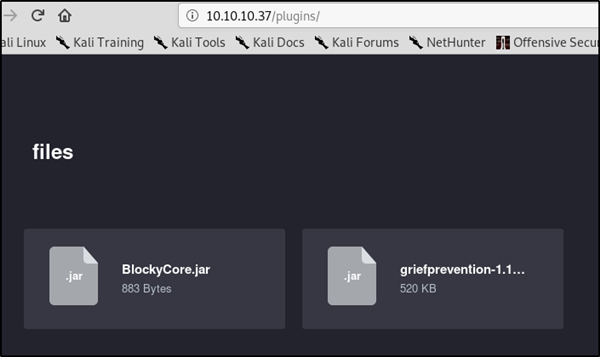 10.10.10.37/plugins/
ali Linux Kali Training Kali Tools Kali Docs Kali Forums NetHunter Offensive Secur
files
.jar BlockyCore.jar
883 Bytes
.jar griefprevention-1.1...
520 KB